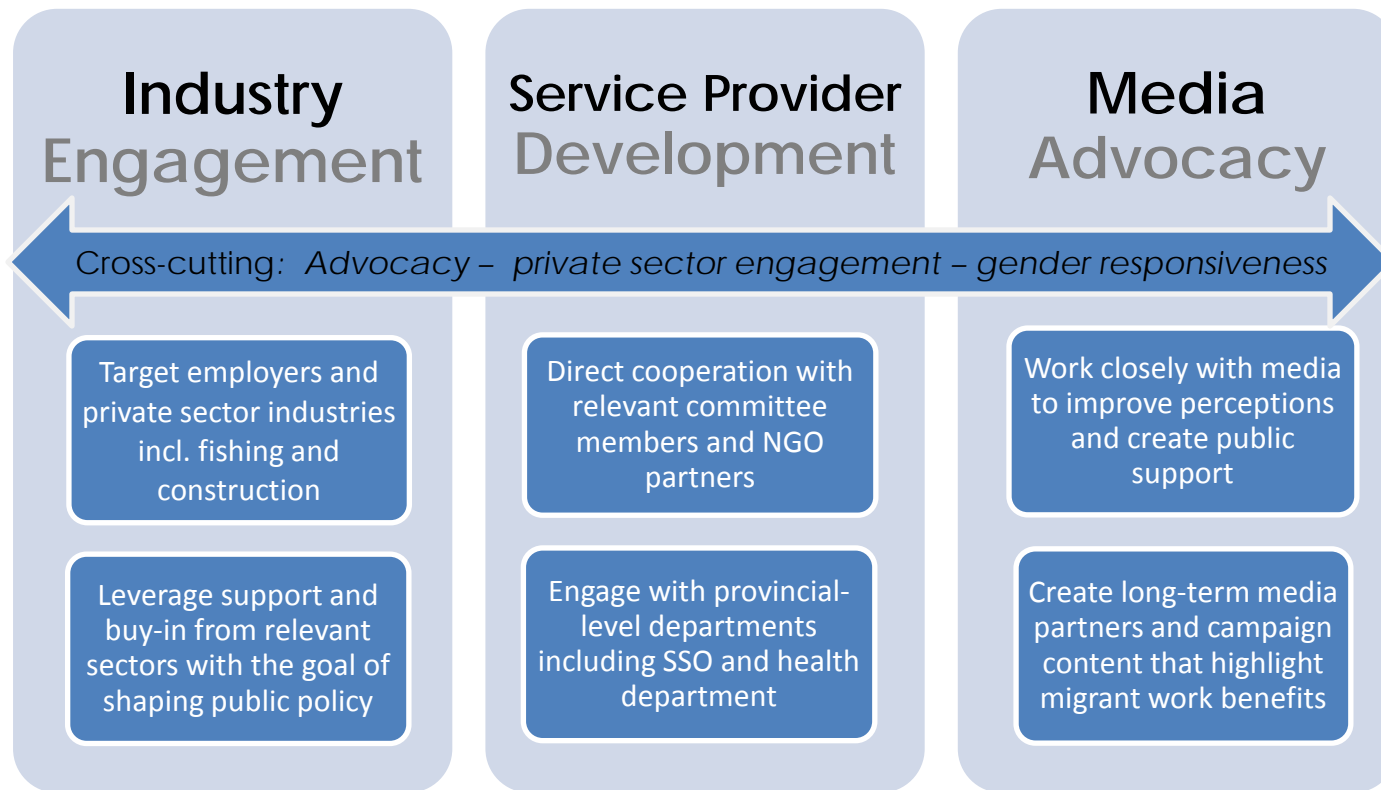 Industry
Engagement
Service Provider
Development
Media
Advocacy
Cross-cutting: Advocacy – private sector engagement – gender responsiveness
Target employers and
private sector industries
incl. fishing and
construction
Leverage support and
buy-in from relevant
sectors with the goal of
shaping public policy
Direct cooperation with
relevant committee
members and NGO
partners
Engage with provincial-
level departments
including SSO and health
department
Work closely with media
to improve perceptions
and create public
support
Create long-term media
partners and campaign
content that highlight
migrant work benefits